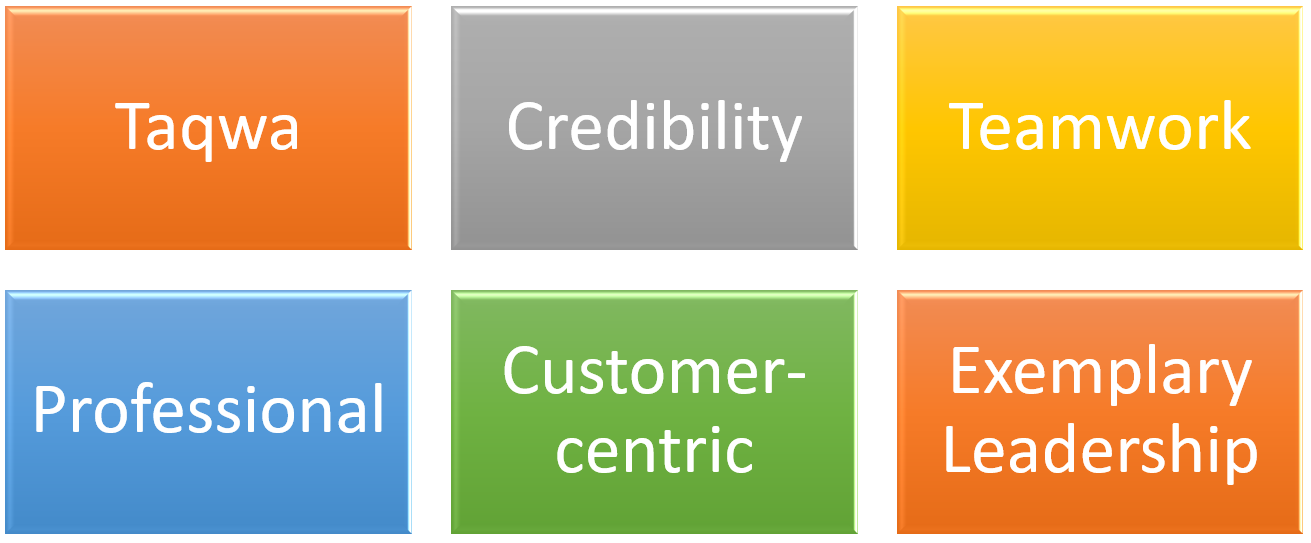 Taqwa
Credibility
Teamwork
Professional
Customer-
centric
Exemplary
Leadership